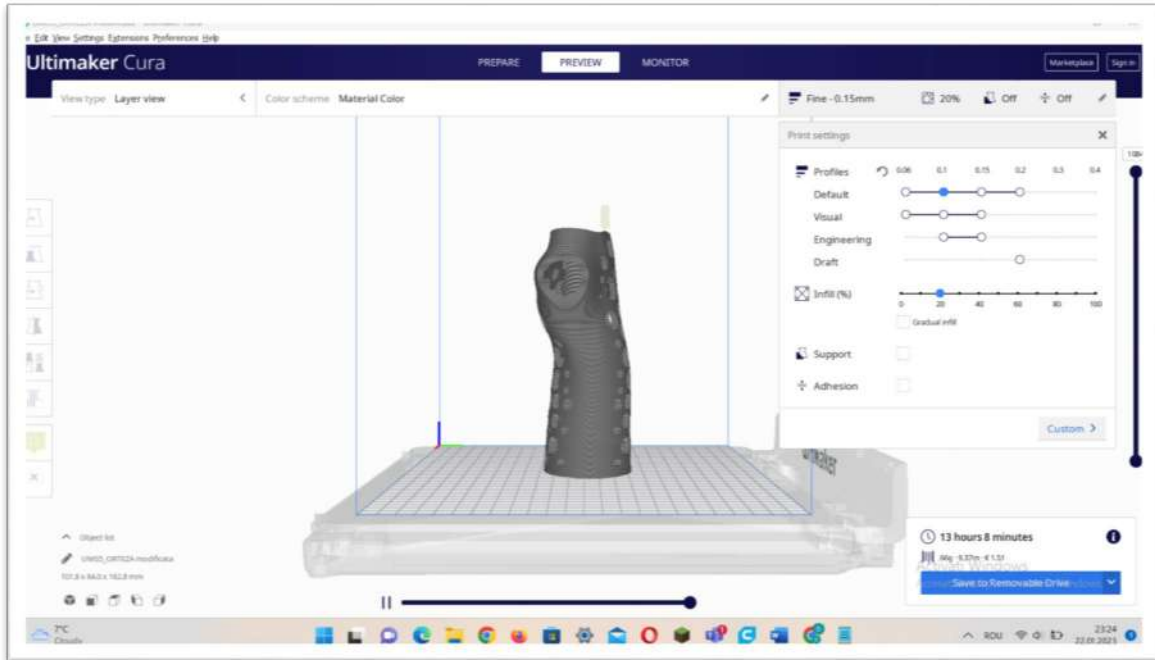 Edit View Settings Extensions Preferences Help
Ultimaker Cura
PREPARE PREVIEW MONITOR
Marketplace Sign in
View type Layer view
Color scheme Material Color
Fine - 0.15mm 20% Off Off
Print settings
Profiles 0.06 0.1 0.15 0.2 0.3 0.4
Default
Visual
Engineering
Draft
Infill (%)
0 20 40 60 80 100
Gradual infill
Support
Adhesion
Custom
Object list
13 hours 8 minutes
Activate Windows
Save to Removable Drive
7°C
Cloudy
ROU
23:24